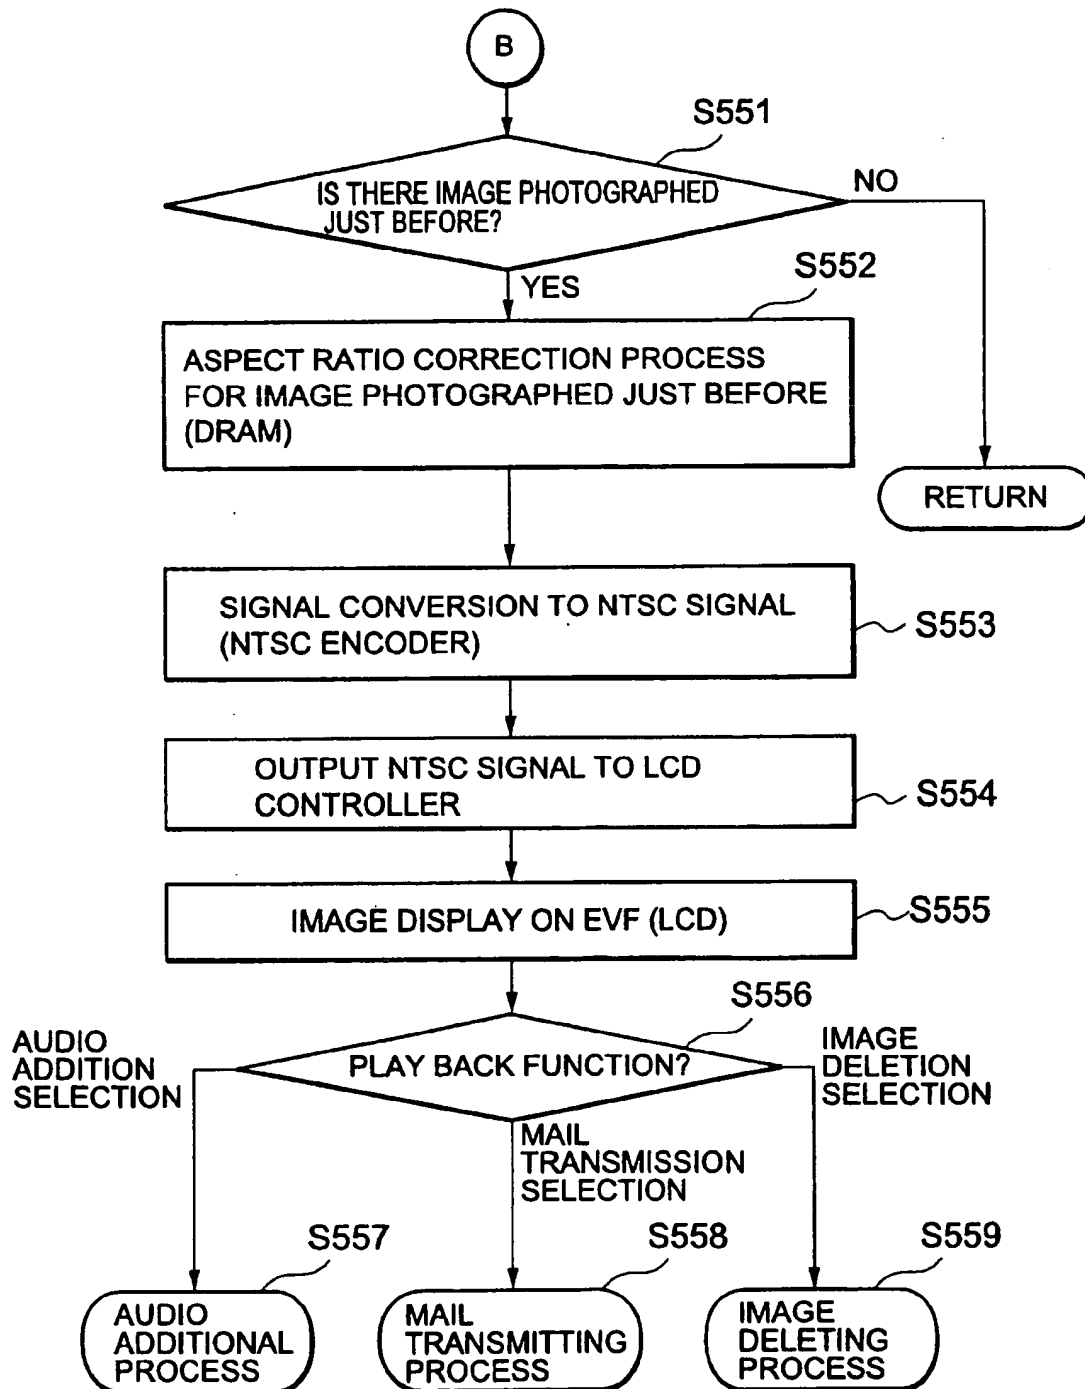 B
S551
IS THERE IMAGE PHOTOGRAPHED
JUST BEFORE?
NO
YES
S552
ASPECT RATIO CORRECTION PROCESS
FOR IMAGE PHOTOGRAPHED JUST BEFORE
(DRAM)
RETURN
SIGNAL CONVERSION TO NTSC SIGNAL
(NTSC ENCODER)
S553
OUTPUT NTSC SIGNAL TO LCD
CONTROLLER
S554
IMAGE DISPLAY ON EVF (LCD)
S555
S556
PLAY BACK FUNCTION?
AUDIO
ADDITION
SELECTION
MAIL
TRANSMISSION
SELECTION
IMAGE
DELETION
SELECTION
S557
AUDIO
ADDITIONAL
PROCESS
S558
MAIL
TRANSMITTING
PROCESS
S559
IMAGE
DELETING
PROCESS